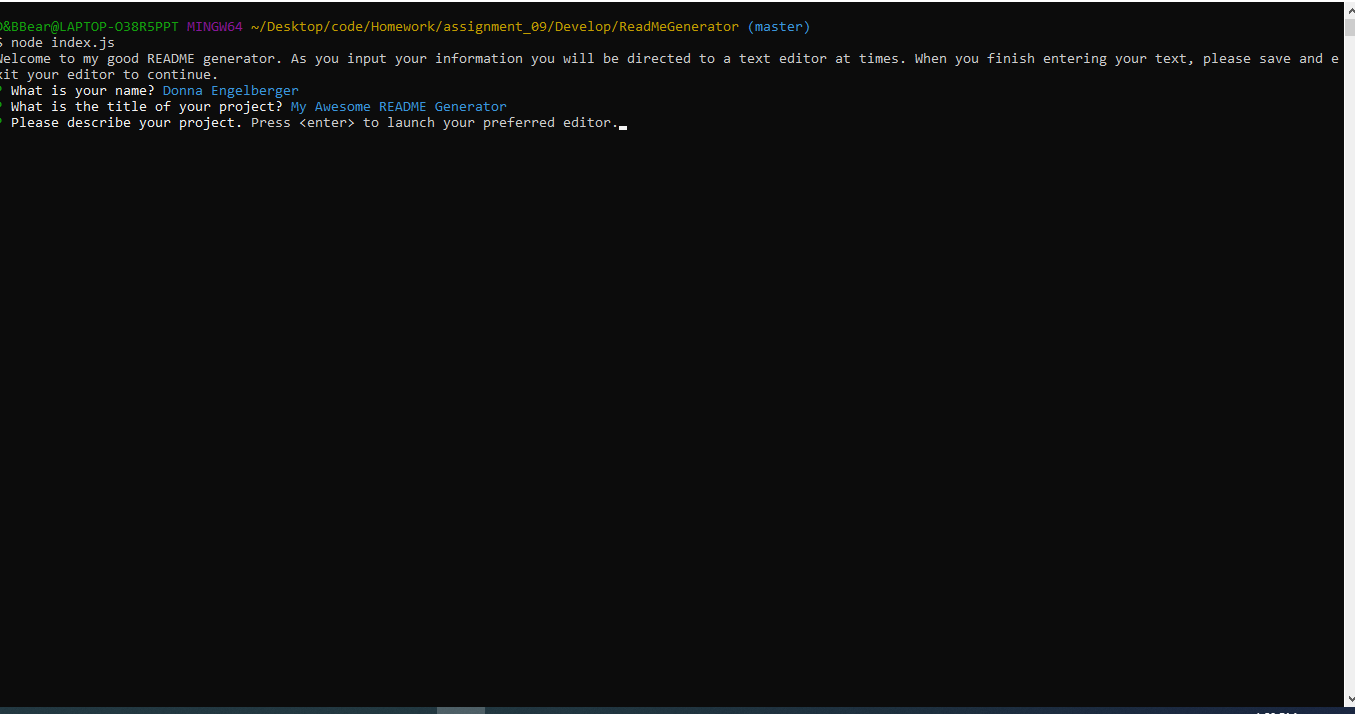 D&BBear@LAPTOP-O38R5PPT MINGW64 ~/Desktop/code/Homework/assignment_09/Develop/ReadMeGenerator (master)
$ node index.js
Welcome to my good README generator. As you input your information you will be directed to a text editor at times. When you finish entering your text, please save and e
xit your editor to continue.
? What is your name? Donna Engelberger
? What is the title of your project? My Awesome README Generator
? Please describe your project. Press <enter> to launch your preferred editor.